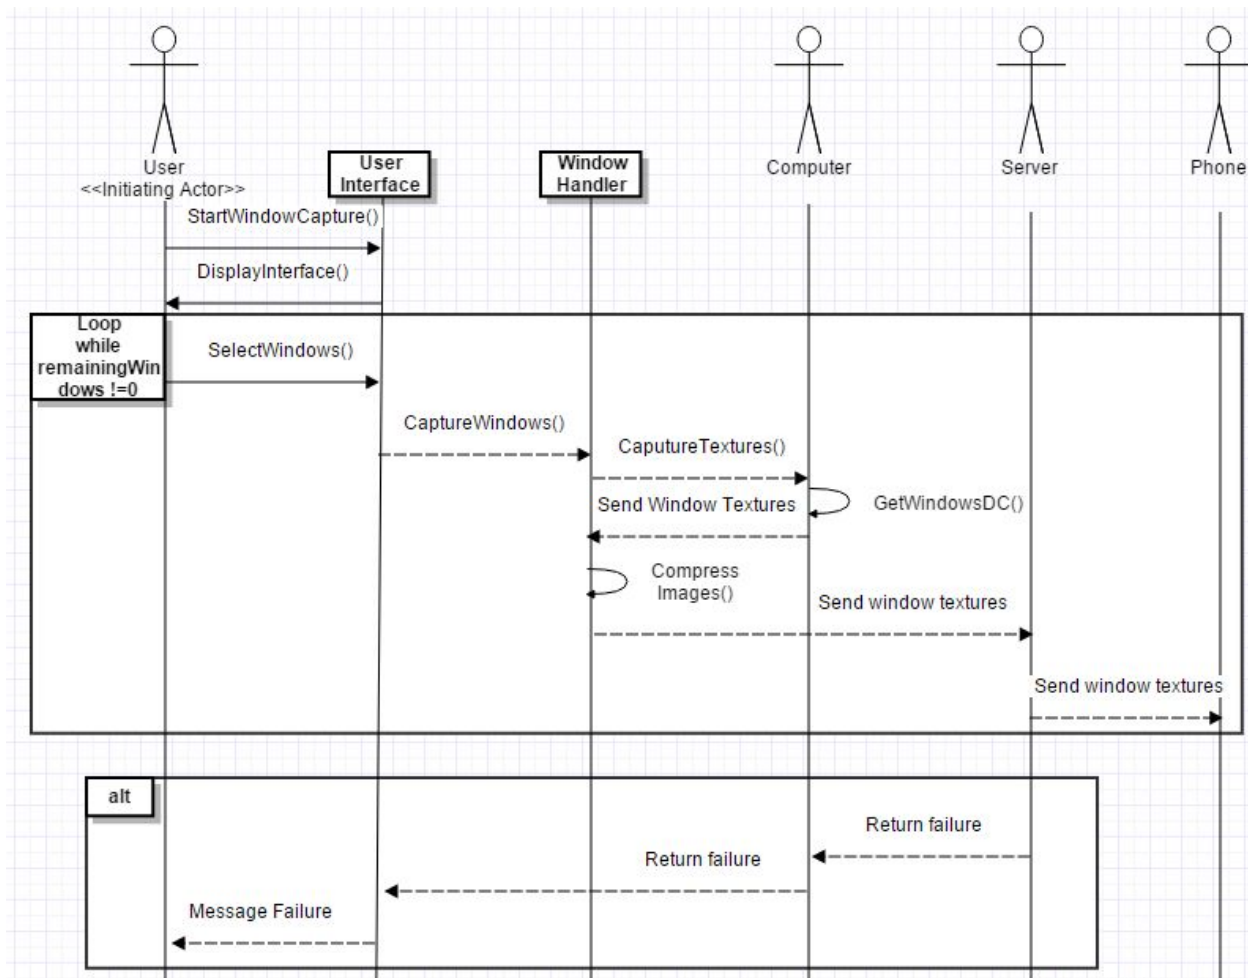 User
<<Initiating Actor>>
User
Interface
Window
Handler
Computer
Server
Phone
StartWindowCapture()
DisplayInterface()
Loop
while
remainingWin
dows !=0
SelectWindows()
CaptureWindows()
CaputureTextures()
GetWindowsDC()
Send Window Textures
Compress
Images()
Send window textures
Send window textures
alt
Return failure
Return failure
Message Failure